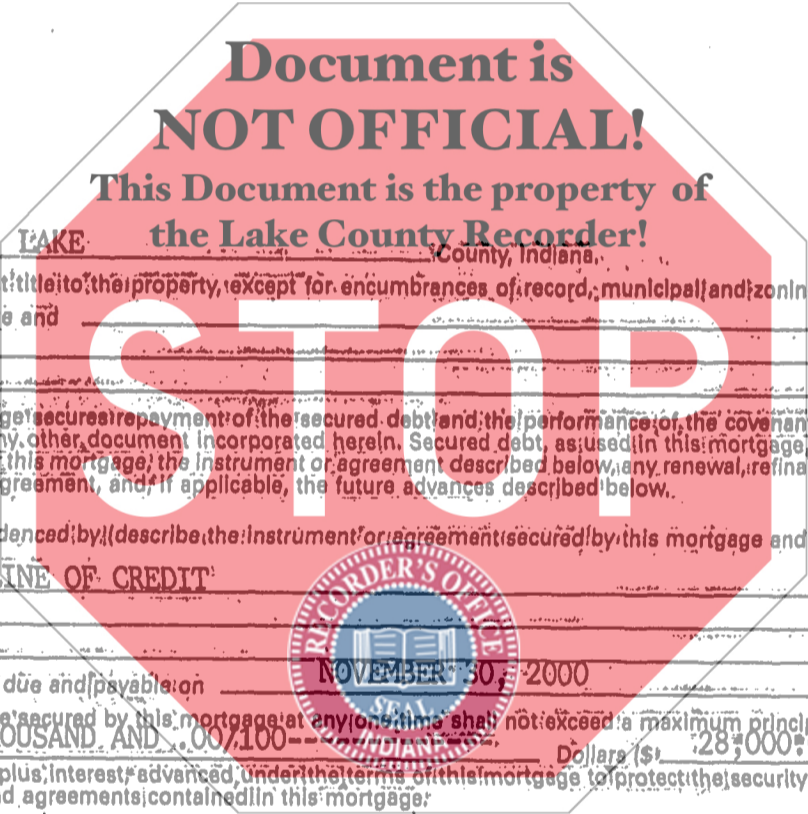 Document is
NOT OFFICIAL!
This Document is the property of
the Lake County Recorder!
LAKE County, Indiana,
title to the property, except for encumbrances of record, municipal and zonin
e and
STOP
ge secures repayment of the secured debt and the performance of the covenan
ny other document incorporated herein. Secured debt, as used in this mortgage,
this mortgage, the instrument or agreement described below, any renewal, refina
greement, and, if applicable, the future advances described below.
denced by (describe the instrument or agreement secured by this mortgage and
INE OF CREDIT
RECORDER'S OFFICE
SEAL
INDIANA
due and payable on NOVEMBER 30, 2000
e secured by this mortgage at any one time shall not exceed a maximum princi
OUSAND AND .00/100-- Dollars ($ 28,000
plus interest, advanced under the terms of this mortgage to protect the security
d agreements contained in this mortgage.